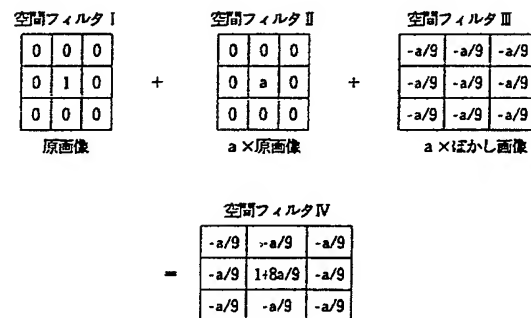 空間フィルタⅠ 空間フィルタⅡ 空間フィルタⅢ
0 0 0 0 0 0 -a/9 -a/9 -a/9
0 1 0 + 0 a 0 + -a/9 -a/9 -a/9
0 0 0 0 0 0 -a/9 -a/9 -a/9
原画像 a×原画像 a×ぼかし画像
空間フィルタⅣ
-a/9 -a/9 -a/9
= -a/9 1+8a/9 -a/9
-a/9 -a/9 -a/9